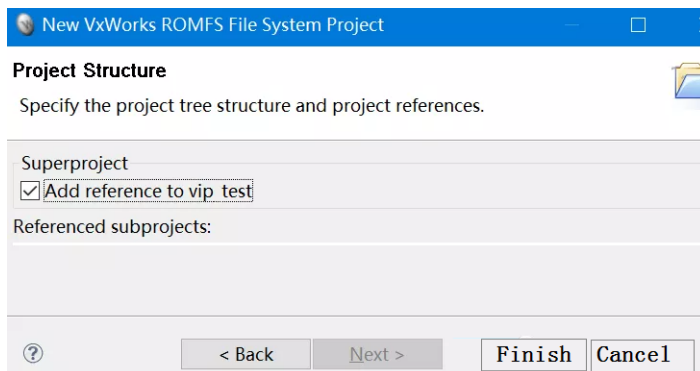 New VxWorks ROMFS File System Project
Project Structure
Specify the project tree structure and project references.
Superproject
Add reference to vip_test
Referenced subprojects:
? < Back Next > Finish Cancel